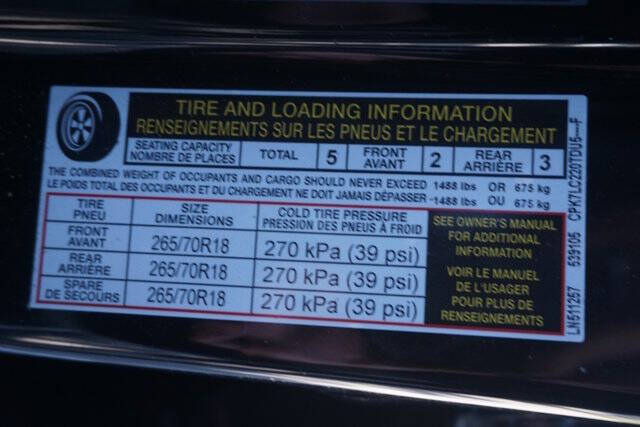 TIRE AND LOADING INFORMATION
RENSEIGNEMENTS SUR LES PNEUS ET LE CHARGEMENT
SEATING CAPACITY
NOMBRE DE PLACES
TOTAL
5
FRONT
AVANT
2
REAR
ARRIÈRE
3
THE COMBINED WEIGHT OF OCCUPANTS AND CARGO SHOULD NEVER EXCEED 1488 lbs OR 675 kg
LE POIDS TOTAL DES OCCUPANTS ET DU CHARGEMENT NE DOIT JAMAIS DÉPASSER 1488 lbs OU 675 kg
TIRE
PNEU
SIZE
DIMENSIONS
COLD TIRE PRESSURE
PRESSION DES PNEUS À FROID
FRONT
AVANT
265/70R18
270 kPa (39 psi)
REAR
ARRIÈRE
265/70R18
270 kPa (39 psi)
SPARE
DE SECOURS
265/70R18
270 kPa (39 psi)
SEE OWNER'S MANUAL
FOR ADDITIONAL
INFORMATION
VOIR LE MANUEL
DE L'USAGER
POUR PLUS DE
RENSEIGNEMENTS
LN511267 539105 CPK7LC220TDU5---F